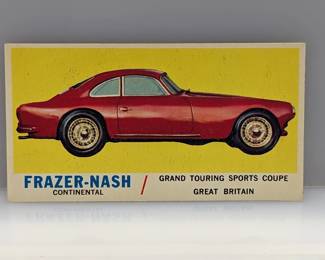 FRAZER-NASH / GRAND TOURING SPORTS COUPE
CONTINENTAL GREAT BRITAIN